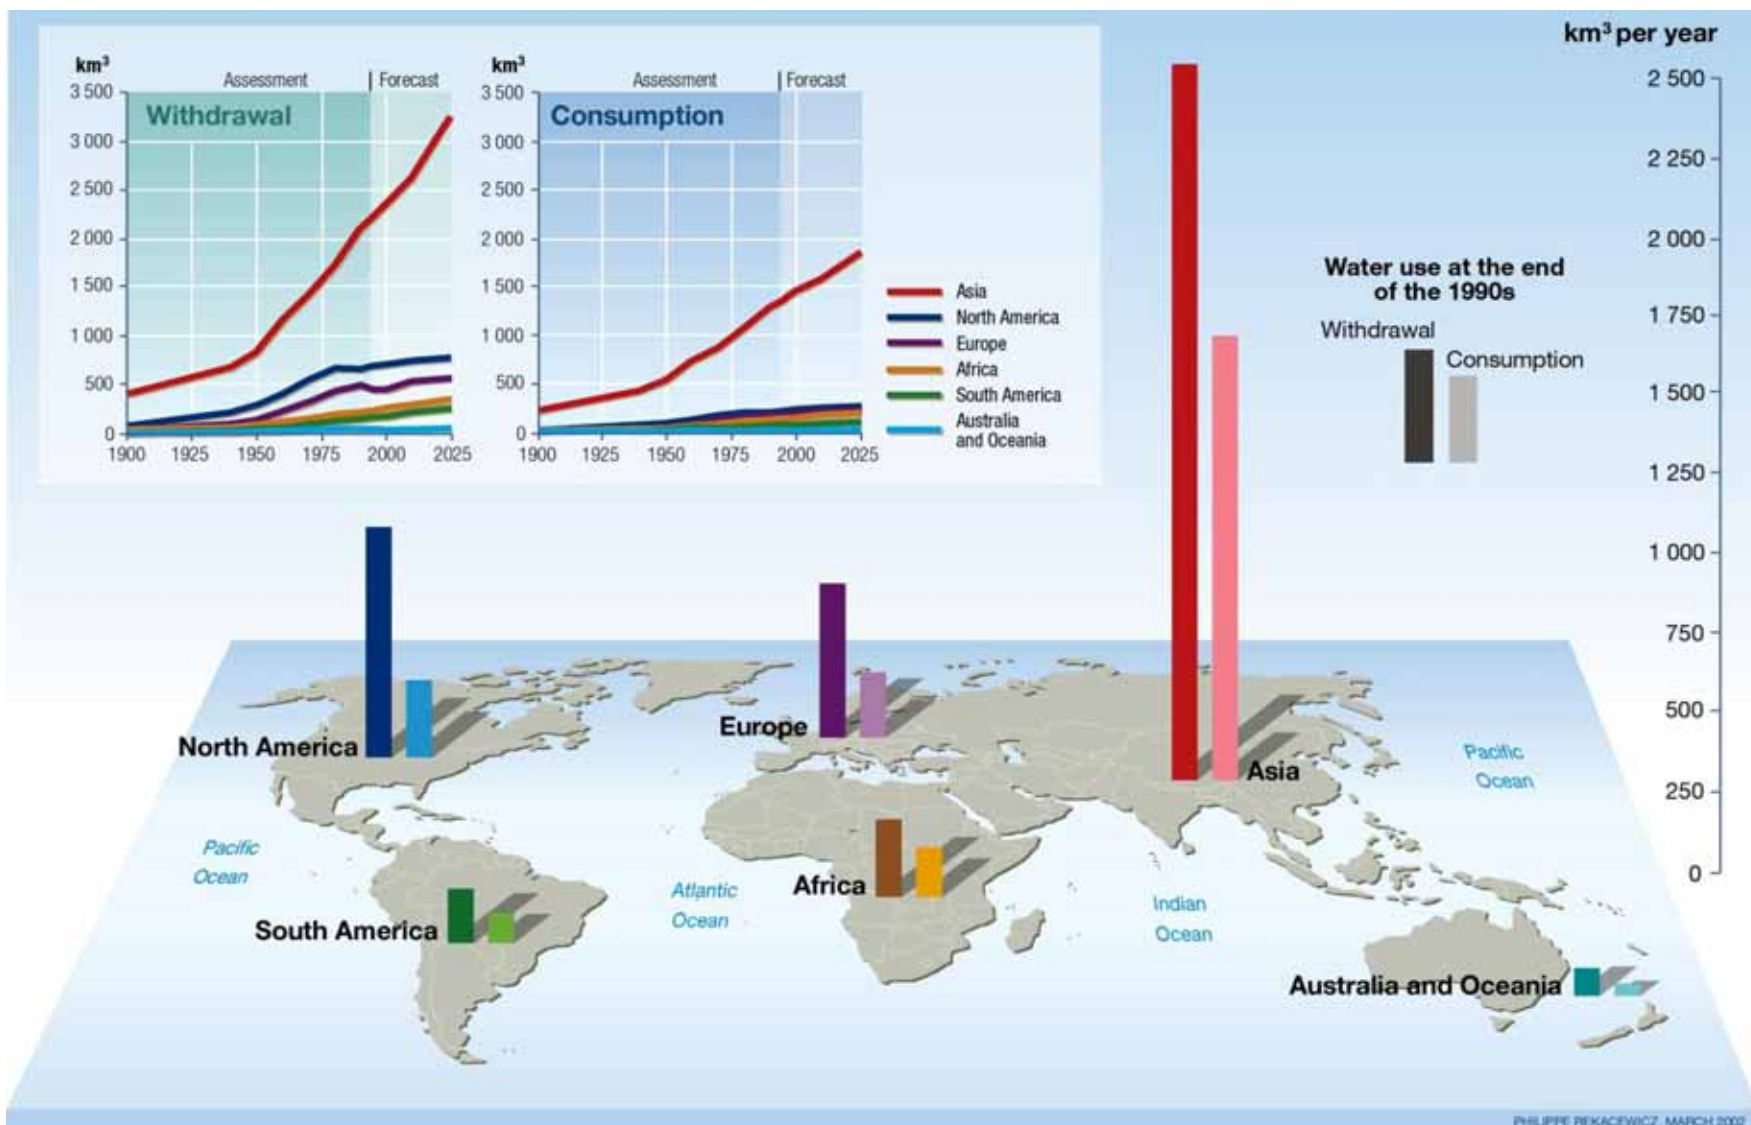 km³
Assessment | Forecast
3 500
3 000
2 500
2 000
1 500
1 000
500
0
Withdrawal
1900 1925 1950 1975 2000 2025
km³
Assessment | Forecast
3 500
3 000
2 500
2 000
1 500
1 000
500
0
Consumption
1900 1925 1950 1975 2000 2025
Asia
North America
Europe
Africa
South America
Australia
and Oceania
km³ per year
2 500
2 250
2 000
1 750
1 500
1 250
1 000
750
500
250
0
Water use at the end
of the 1990s
Withdrawal
Consumption
North America
Europe
Asia
Pacific
Ocean
Pacific
Ocean
South America
Atlantic
Ocean
Africa
Indian
Ocean
Australia and Oceania
PHILIPPE REKACEWICZ, MARCH 2002